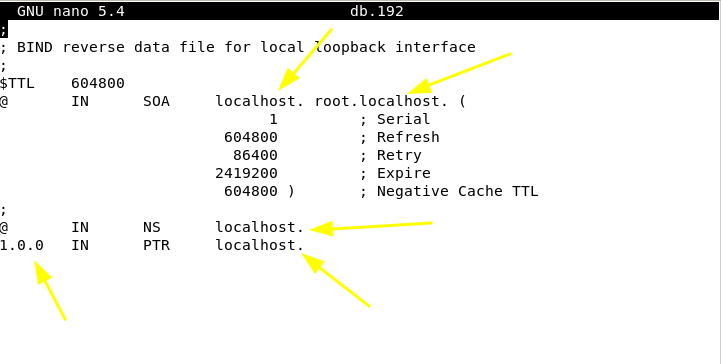 GNU nano 5.4 db.192
;
; BIND reverse data file for local loopback interface
;
$TTL 604800
@ IN SOA localhost. root.localhost. (
1 ; Serial
604800 ; Refresh
86400 ; Retry
2419200 ; Expire
604800 ) ; Negative Cache TTL
;
@ IN NS localhost.
1.0.0 IN PTR localhost.